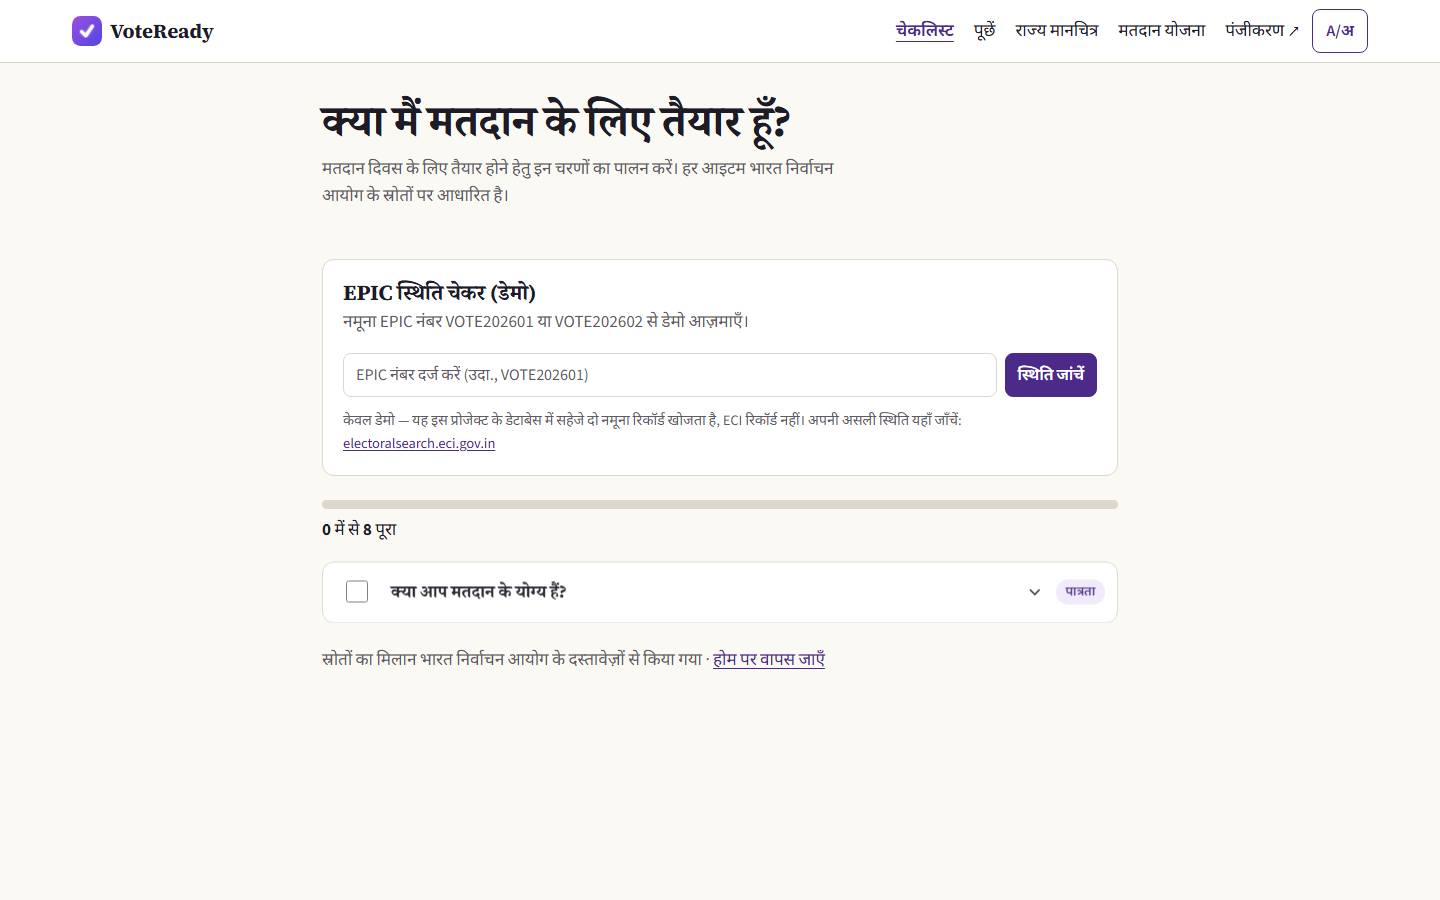 VoteReady
चेकलिस्ट
पूछें
राज्य मानचित्र
मतदान योजना
पंजीकरण ↗
A/अ
क्या मैं मतदान के लिए तैयार हूँ?
मतदान दिवस के लिए तैयार होने हेतु इन चरणों का पालन करें। हर आइटम भारत निर्वाचन
आयोग के स्रोतों पर आधारित है।
EPIC स्थिति चेकर (डेमो)
नमूना EPIC नंबर VOTE202601 या VOTE202602 से डेमो आज़माएँ।
EPIC नंबर दर्ज करें (उदा., VOTE202601)
स्थिति जांचें
केवल डेमो — यह इस प्रोजेक्ट के डेटाबेस में सहेजे दो नमूना रिकॉर्ड खोजता है, ECI रिकॉर्ड नहीं। अपनी असली स्थिति यहाँ जाँचें:
electoralsearch.eci.gov.in
0 में से 8 पूरा
क्या आप मतदान के योग्य हैं?
पात्रता
स्रोतों का मिलान भारत निर्वाचन आयोग के दस्तावेज़ों से किया गया · होम पर वापस जाएँ